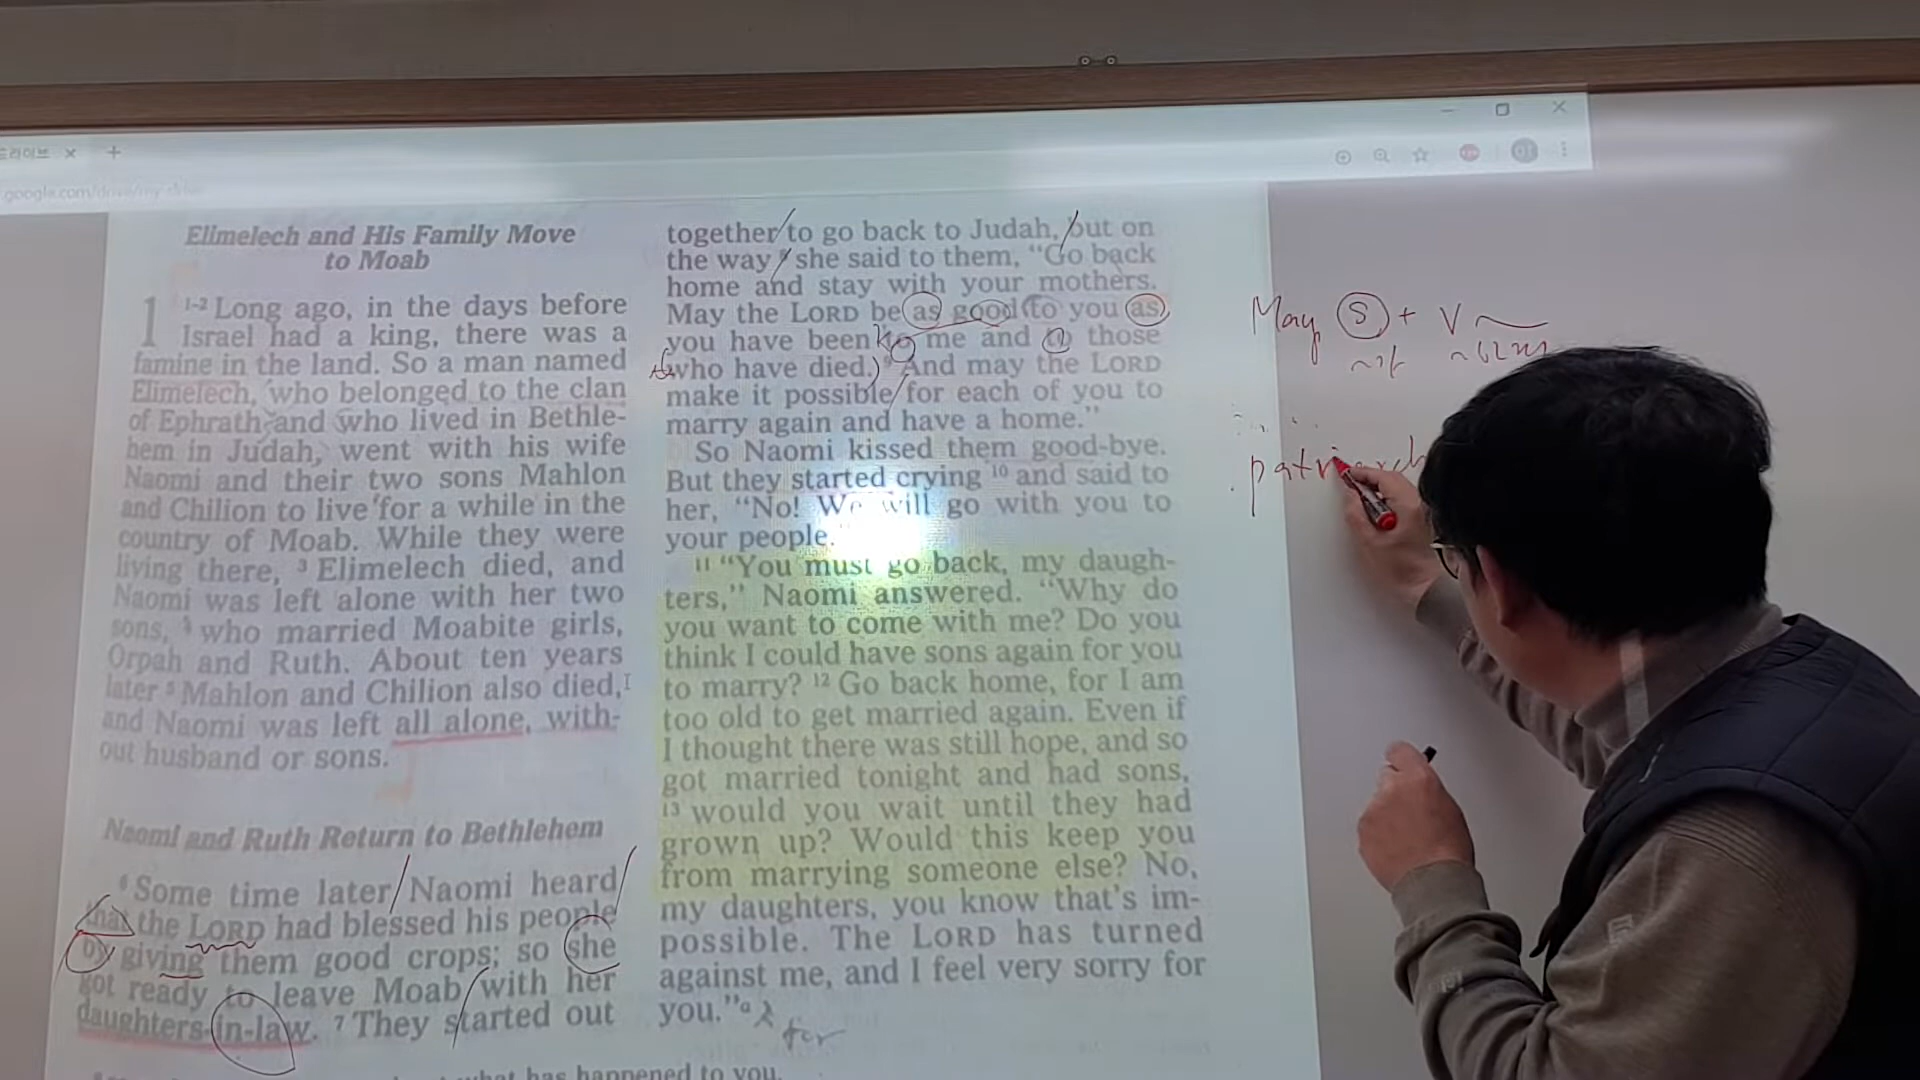 드라이브
google.com/drive/my-drive
Elimelech and His Family Move
to Moab
1 1-2 Long ago, in the days before
Israel had a king, there was a
famine in the land. So a man named
Elimelech, who belonged to the clan
of Ephrath and who lived in Bethle-
hem in Judah, went with his wife
Naomi and their two sons Mahlon
and Chilion to live for a while in the
country of Moab. While they were
living there, 3 Elimelech died, and
Naomi was left alone with her two
sons, 4 who married Moabite girls,
Orpah and Ruth. About ten years
later 5 Mahlon and Chilion also died,
and Naomi was left all alone, with-
out husband or sons.
Naomi and Ruth Return to Bethlehem
6 Some time later Naomi heard
that the LORD had blessed his people
by giving them good crops; so she
got ready to leave Moab with her
daughters-in-law. 7 They started out
together to go back to Judah, but on
the way 8 she said to them, "Go back
home and stay with your mothers.
May the LORD be as good to you as
you have been to me and to those
who have died. 9 And may the LORD
make it possible for each of you to
marry again and have a home."
So Naomi kissed them good-bye.
But they started crying 10 and said to
her, "No! We will go with you to
your people."
11 "You must go back, my daugh-
ters," Naomi answered. "Why do
you want to come with me? Do you
think I could have sons again for you
to marry? 12 Go back home, for I am
too old to get married again. Even if
I thought there was still hope, and so
got married tonight and had sons,
13 would you wait until they had
grown up? Would this keep you
from marrying someone else? No,
my daughters, you know that's im-
possible. The LORD has turned
against me, and I feel very sorry for
you."a
for
what has happened to you.
May S + V
patriarch